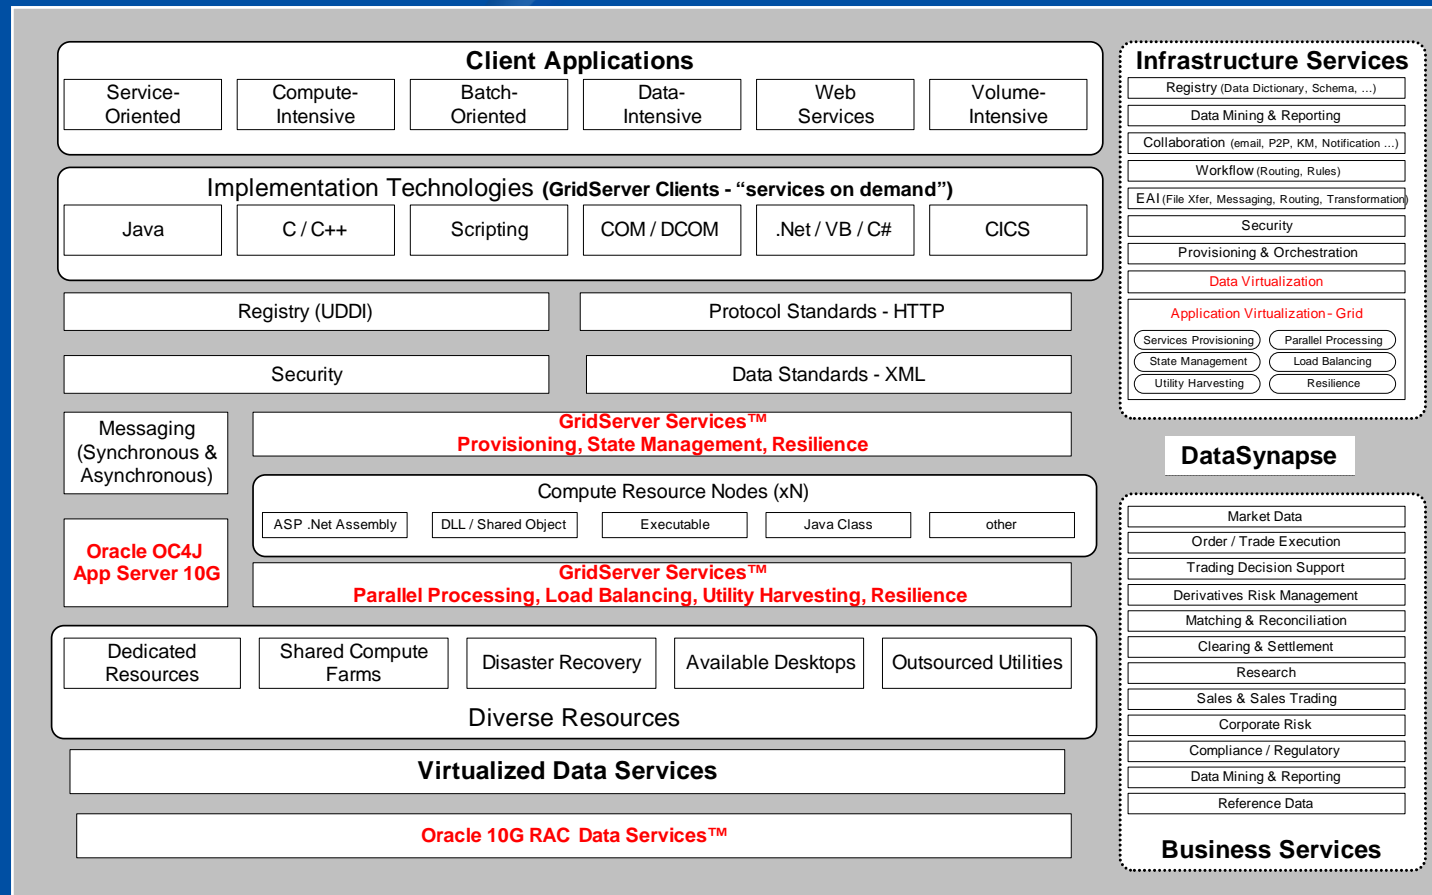 Client Applications
Service-
Oriented
Compute-
Intensive
Batch-
Oriented
Data-
Intensive
Web
Services
Volume-
Intensive
Implementation Technologies (GridServer Clients - “services on demand”)
Java
C / C++
Scripting
COM / DCOM
.Net / VB / C#
CICS
Registry (UDDI)
Protocol Standards - HTTP
Security
Data Standards - XML
Messaging
(Synchronous &
Asynchronous)
GridServer Services™
Provisioning, State Management, Resilience
Compute Resource Nodes (xN)
ASP .Net Assembly
DLL / Shared Object
Executable
Java Class
other
Oracle OC4J
App Server 10G
GridServer Services™
Parallel Processing, Load Balancing, Utility Harvesting, Resilience
Dedicated
Resources
Shared Compute
Farms
Disaster Recovery
Available Desktops
Outsourced Utilities
Diverse Resources
Virtualized Data Services
Oracle 10G RAC Data Services™
Infrastructure Services
Registry (Data Dictionary, Schema, ...)
Data Mining & Reporting
Collaboration (email, P2P, KM, Notification ...)
Workflow (Routing, Rules)
EAI (File Xfer, Messaging, Routing, Transformation)
Security
Provisioning & Orchestration
Data Virtualization
Application Virtualization - Grid
Services Provisioning
Parallel Processing
State Management
Load Balancing
Utility Harvesting
Resilience
DataSynapse
Market Data
Order / Trade Execution
Trading Decision Support
Derivatives Risk Management
Matching & Reconciliation
Clearing & Settlement
Research
Sales & Sales Trading
Corporate Risk
Compliance / Regulatory
Data Mining & Reporting
Reference Data
Business Services